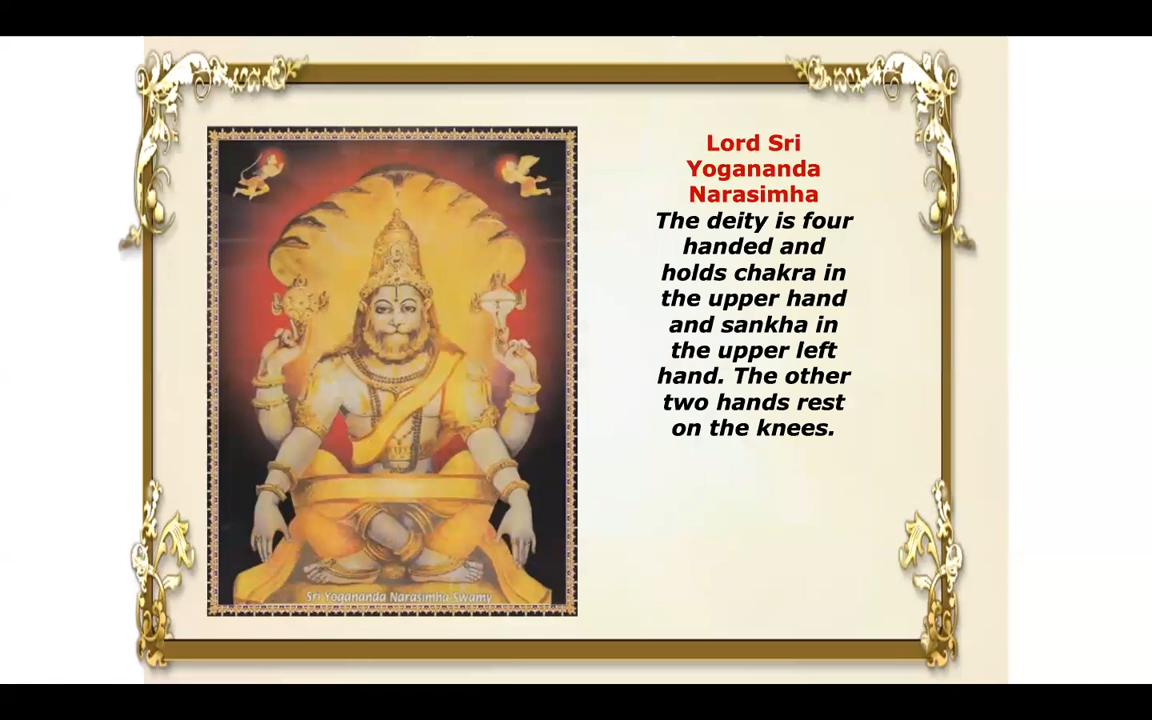 Lord Sri
Yogananda
Narasimha
The deity is four
handed and
holds chakra in
the upper hand
and sankha in
the upper left
hand. The other
two hands rest
on the knees.
Sri Yogananda Narasimha Swamy